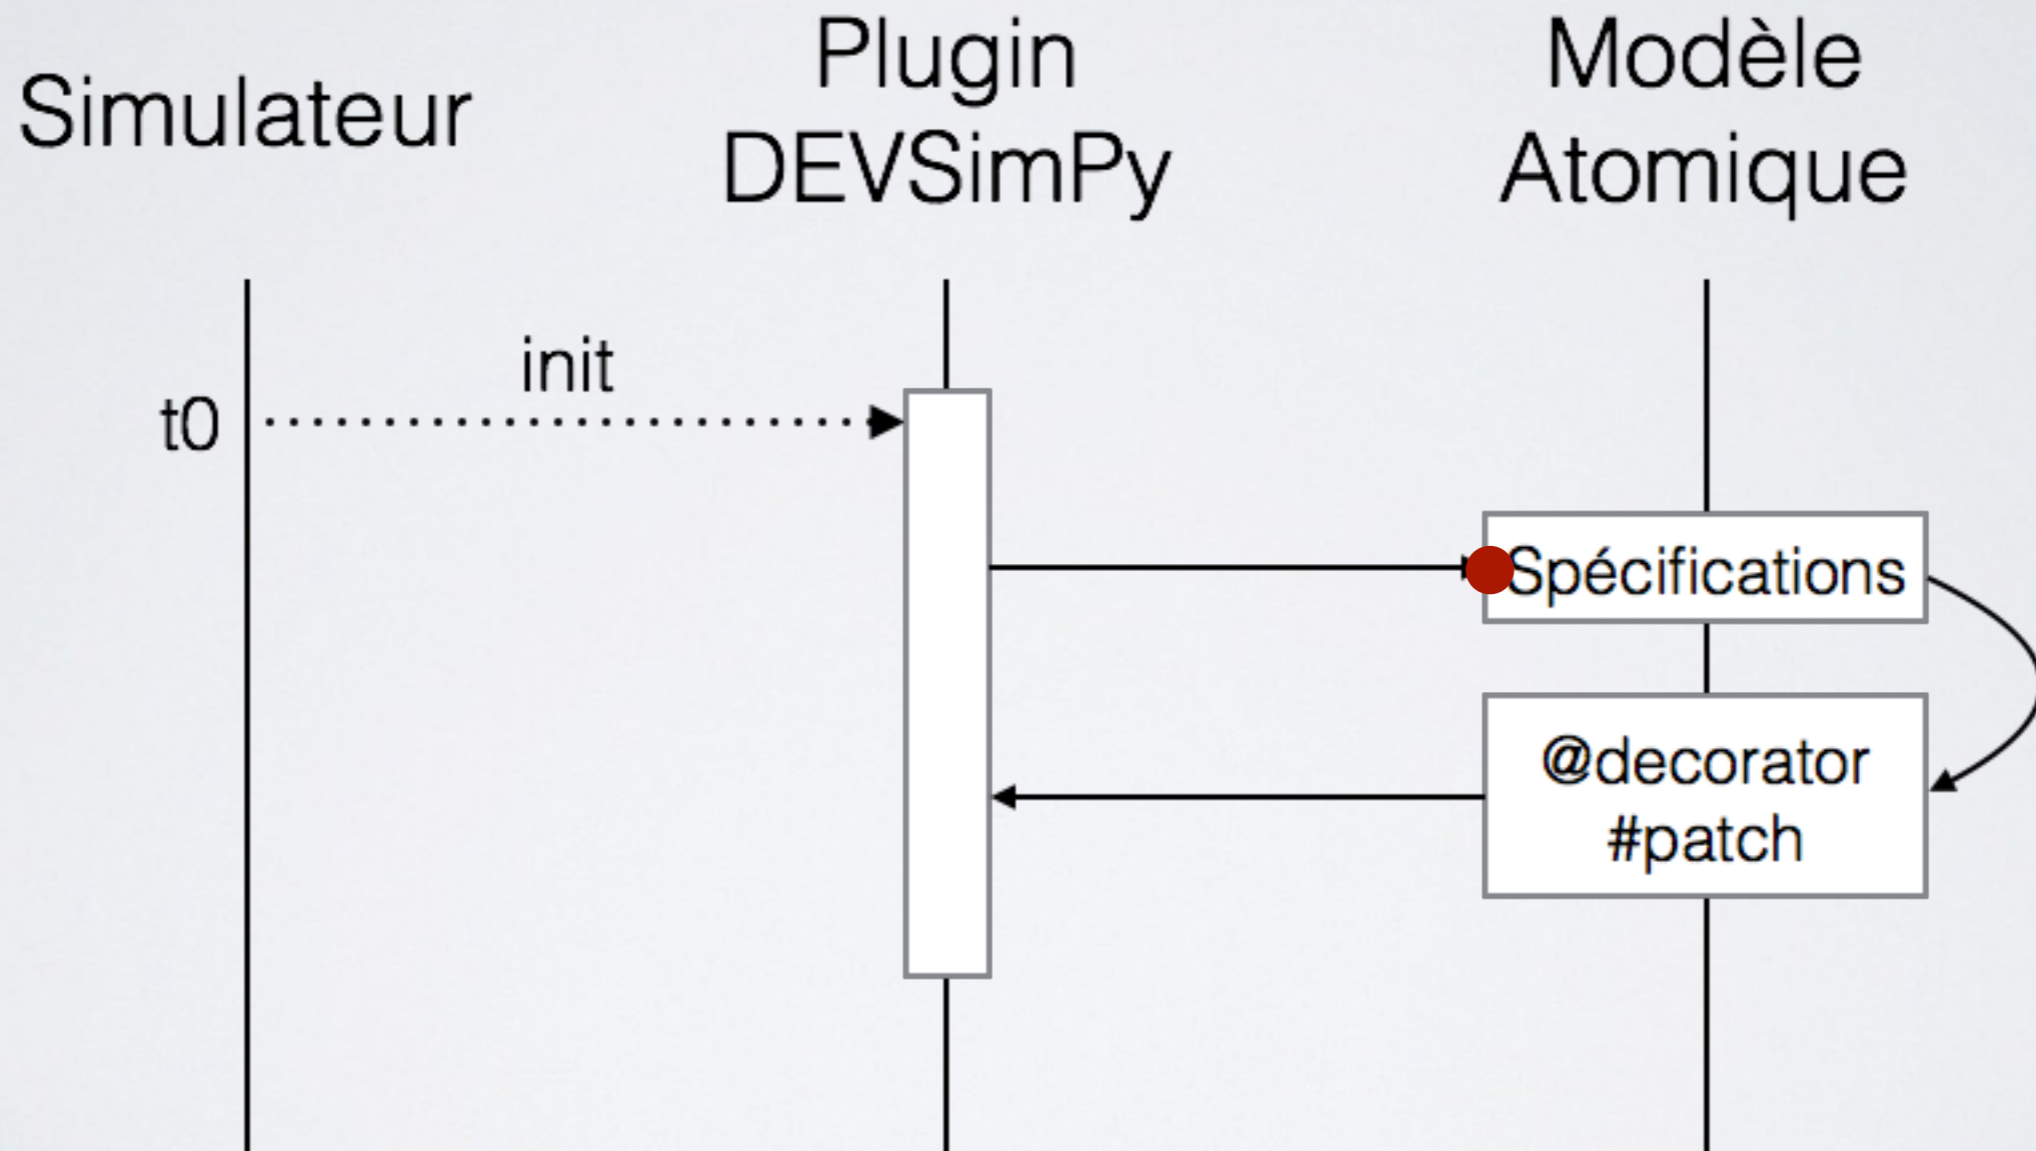 Simulateur
Plugin
DEVSimPy
Modèle
Atomique
init
t0
Spécifications
@decorator
#patch